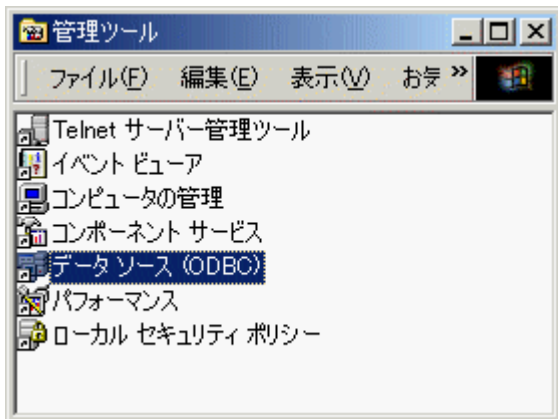 管理ツール
ファイル(F) 編集(E) 表示(V) お気 »
Telnet サーバー管理ツール
イベント ビューア
コンピュータの管理
コンポーネント サービス
データ ソース (ODBC)
パフォーマンス
ローカル セキュリティ ポリシー